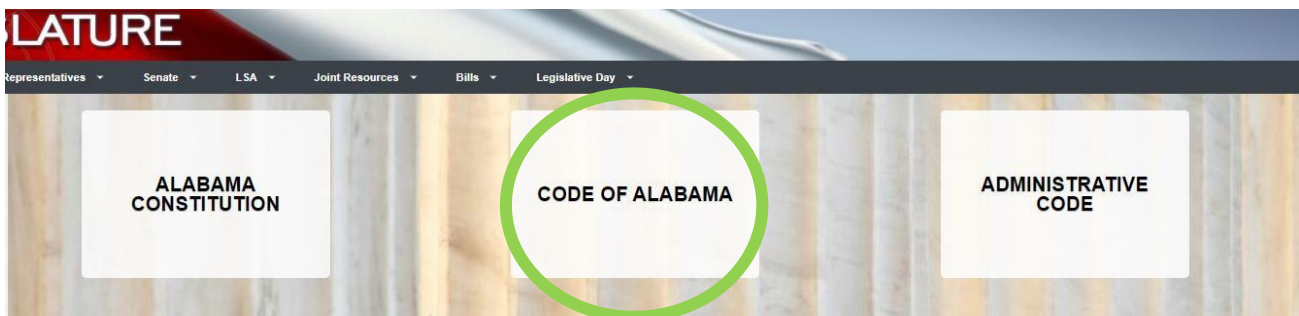 LATURE
Representatives
Senate
LSA
Joint Resources
Bills
Legislative Day
ALABAMA
CONSTITUTION
CODE OF ALABAMA
ADMINISTRATIVE
CODE